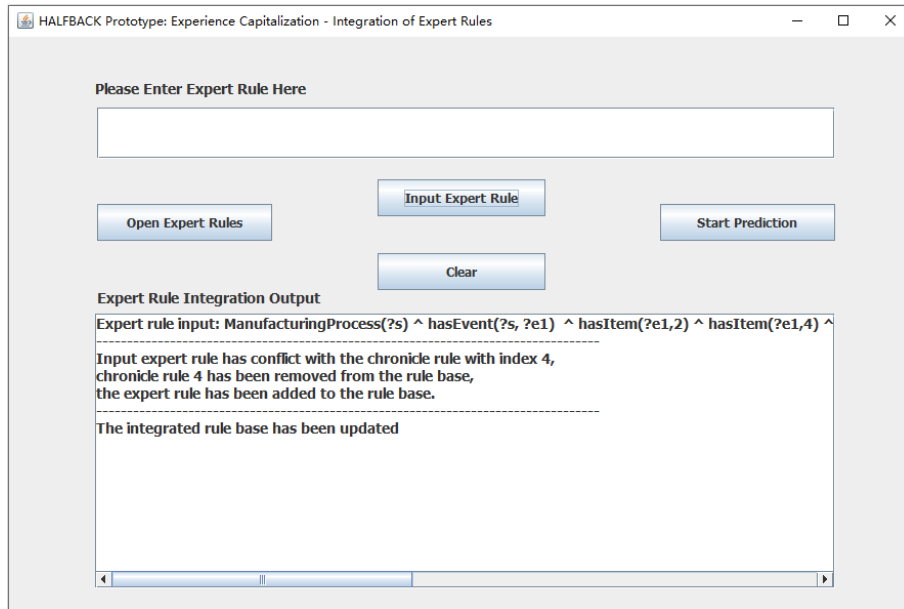 HALFBACK Prototype: Experience Capitalization - Integration of Expert Rules
Please Enter Expert Rule Here
Input Expert Rule
Open Expert Rules
Start Prediction
Clear
Expert Rule Integration Output
Expert rule input: ManufacturingProcess(?s) ^ hasEvent(?s, ?e1)  ^ hasItem(?e1,2) ^ hasItem(?e1,4) ^
--------------------------------------------------------------------------------
Input expert rule has conflict with the chronicle rule with index 4,
chronicle rule 4 has been removed from the rule base,
the expert rule has been added to the rule base.
--------------------------------------------------------------------------------
The integrated rule base has been updated